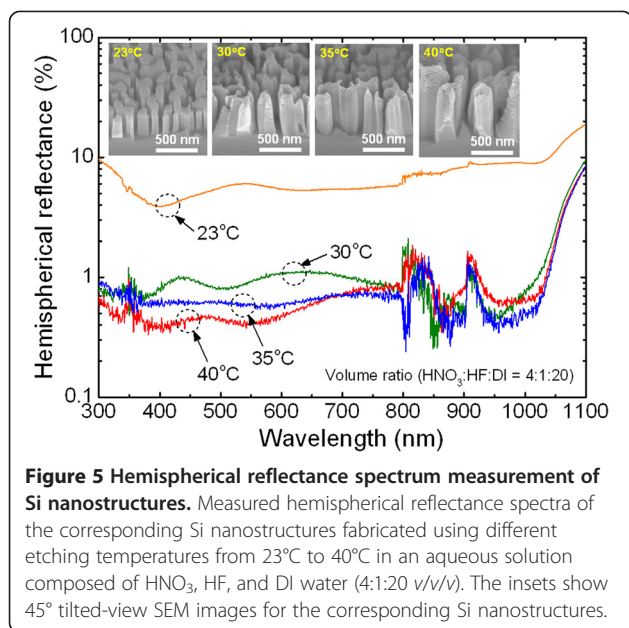 100
10
1
0.1
Hemispherical reflectance (%)
23°C
30°C
35°C
40°C
500 nm
500 nm
500 nm
500 nm
23°C
30°C
35°C
40°C
Volume ratio (HNO₃:HF:DI = 4:1:20)
300 400 500 600 700 800 900 1000 1100
Wavelength (nm)
Figure 5 Hemispherical reflectance spectrum measurement of
Si nanostructures. Measured hemispherical reflectance spectra of
the corresponding Si nanostructures fabricated using different
etching temperatures from 23°C to 40°C in an aqueous solution
composed of HNO₃, HF, and DI water (4:1:20 v/v/v). The insets show
45° tilted-view SEM images for the corresponding Si nanostructures.